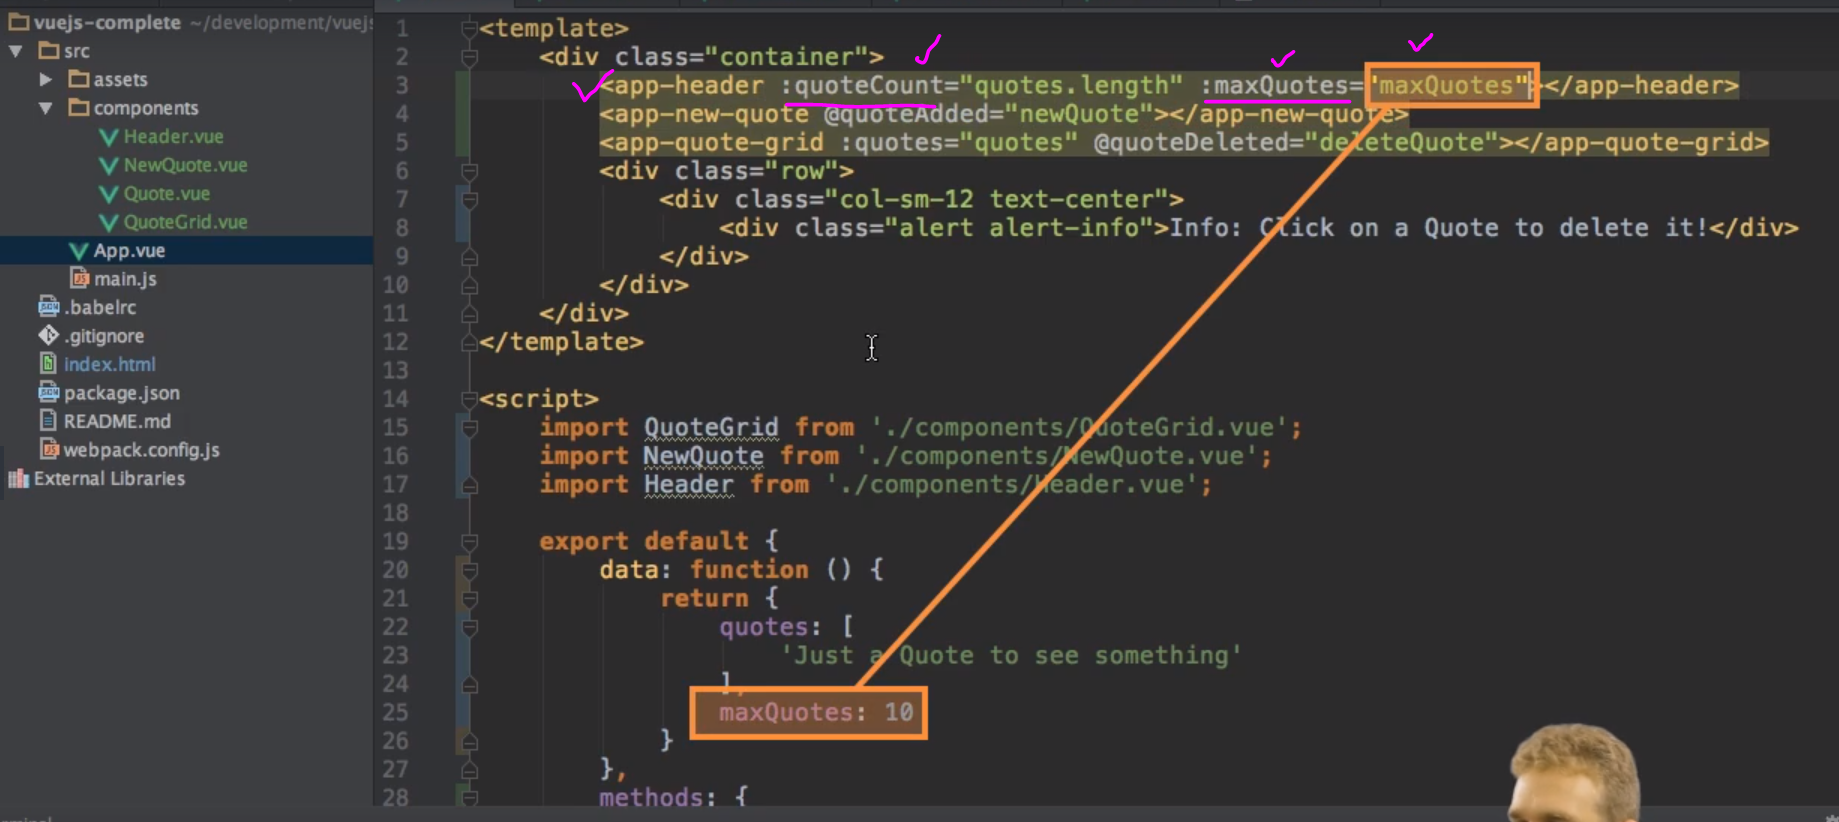 vuejs-complete ~/development/vuejs
src
assets
components
Header.vue
NewQuote.vue
Quote.vue
QuoteGrid.vue
App.vue
main.js
.babelrc
.gitignore
index.html
package.json
README.md
webpack.config.js
External Libraries
1 <template>
2 <div class="container">
3 <app-header :quoteCount="quotes.length" :maxQuotes="maxQuotes"></app-header>
4 <app-new-quote @quoteAdded="newQuote"></app-new-quote>
5 <app-quote-grid :quotes="quotes" @quoteDeleted="deleteQuote"></app-quote-grid>
6 <div class="row">
7 <div class="col-sm-12 text-center">
8 <div class="alert alert-info">Info: Click on a Quote to delete it!</div>
9 </div>
10 </div>
11 </div>
12 </template>
13
14 <script>
15 import QuoteGrid from './components/QuoteGrid.vue';
16 import NewQuote from './components/NewQuote.vue';
17 import Header from './components/Header.vue';
18
19 export default {
20 data: function () {
21 return {
22 quotes: [
23 'Just a Quote to see something'
24 ],
25 maxQuotes: 10
26 }
27 },
28 methods: {